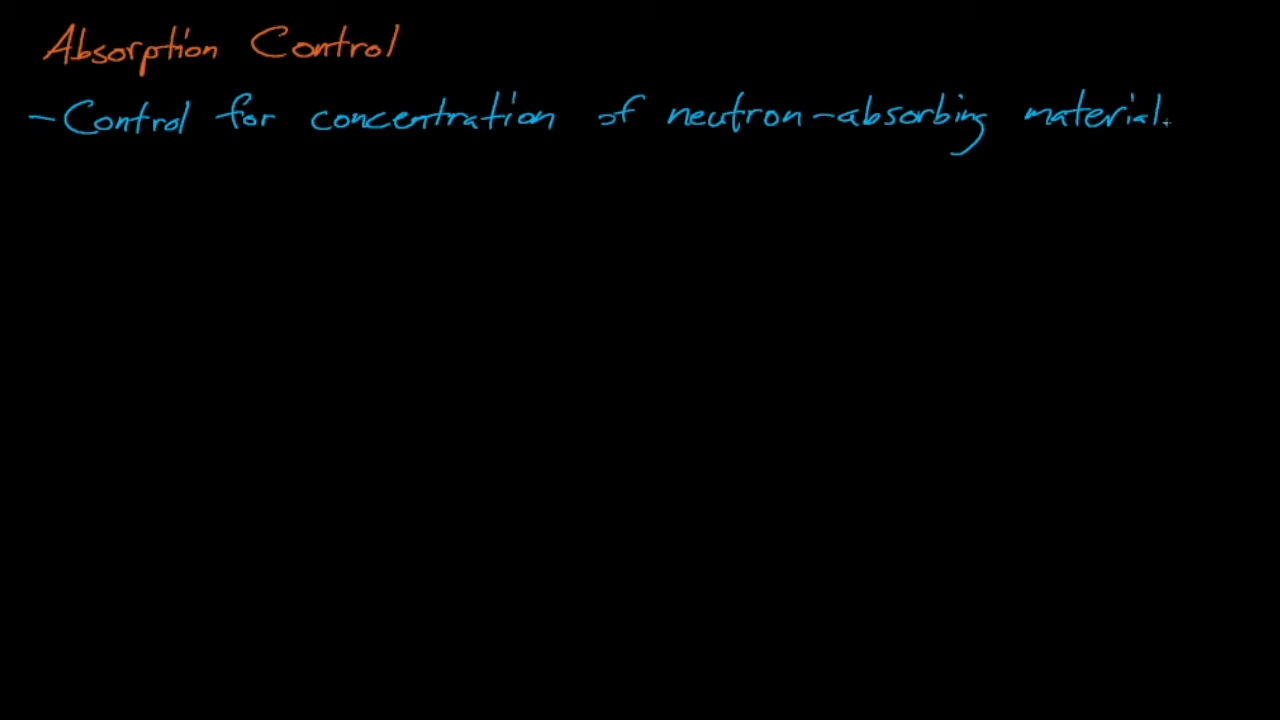 Absorption Control
- Control for concentration of neutron-absorbing material.